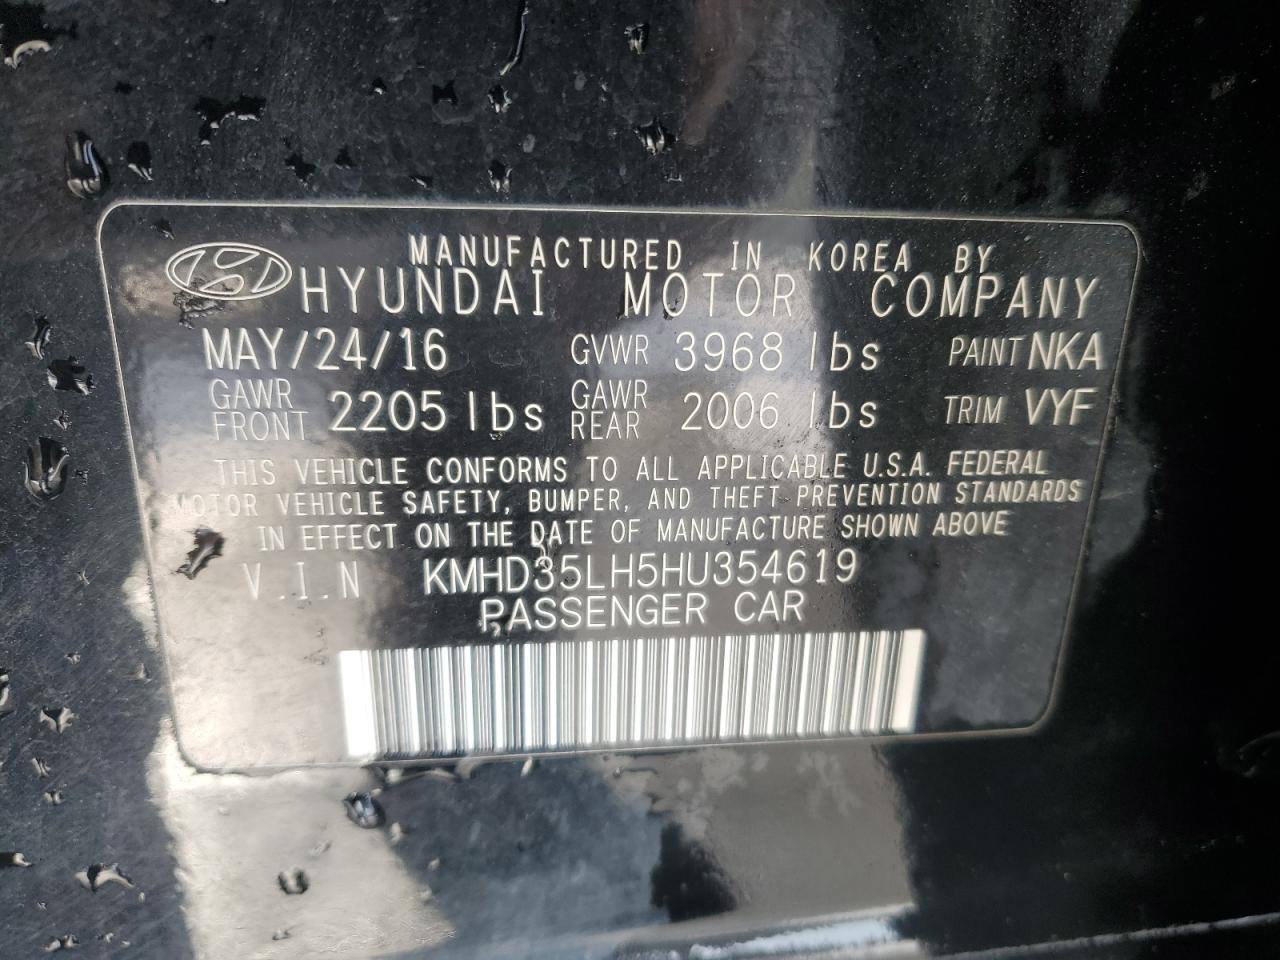 MANUFACTURED IN KOREA BY
HYUNDAI MOTOR COMPANY
MAY/24/16 GVWR 3968 lbs PAINT NKA
GAWR FRONT 2205 lbs GAWR REAR 2006 lbs TRIM VYF
THIS VEHICLE CONFORMS TO ALL APPLICABLE U.S.A. FEDERAL
MOTOR VEHICLE SAFETY, BUMPER, AND THEFT PREVENTION STANDARDS
IN EFFECT ON THE DATE OF MANUFACTURE SHOWN ABOVE
V.I.N KMHD35LH5HU354619
PASSENGER CAR